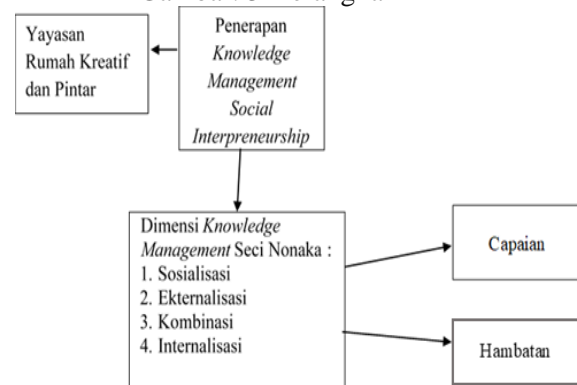 Yayasan
Rumah Kreatif
dan Pintar
Penerapan
Knowledge
Management
Social
Interpreneurship
Dimensi Knowledge
Management Seci Nonaka :
1. Sosialisasi
2. Ekternalisasi
3. Kombinasi
4. Internalisasi
Capaian
Hambatan